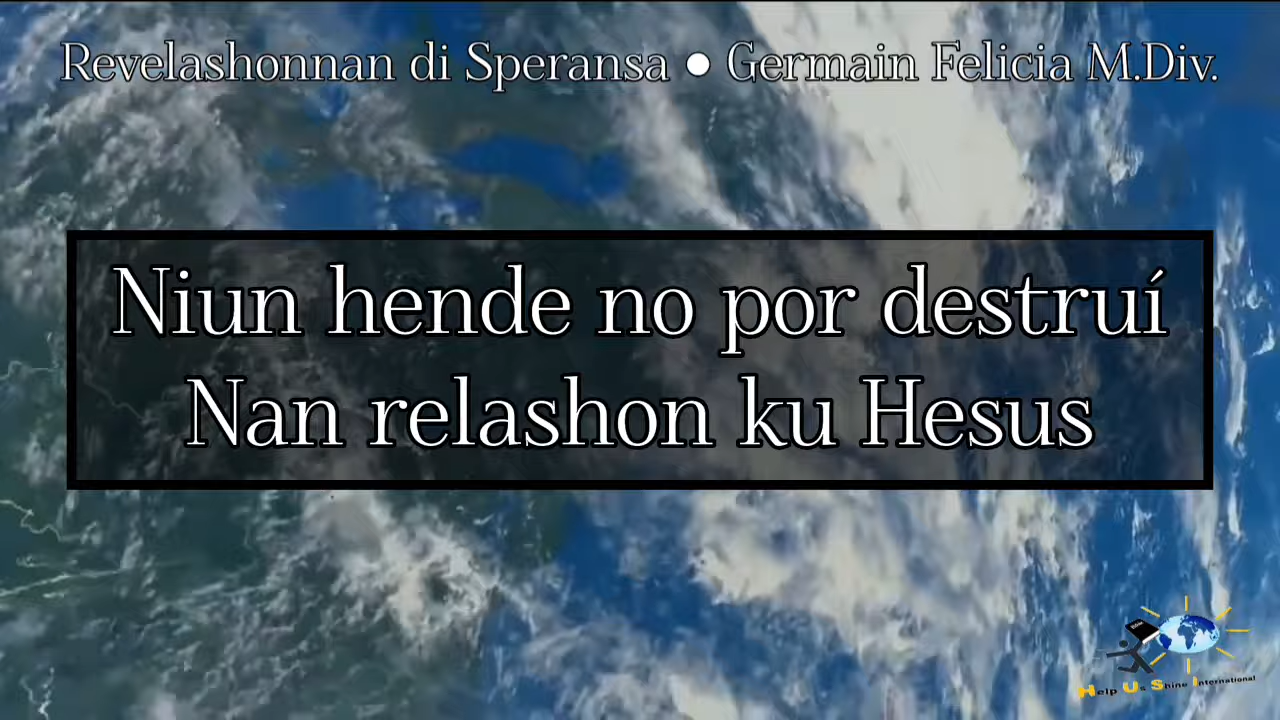 Revelashonnan di Speransa ● Germain Felicia M.Div.
Niun hende no por destruí
Nan relashon ku Hesus
Help Us Shine International